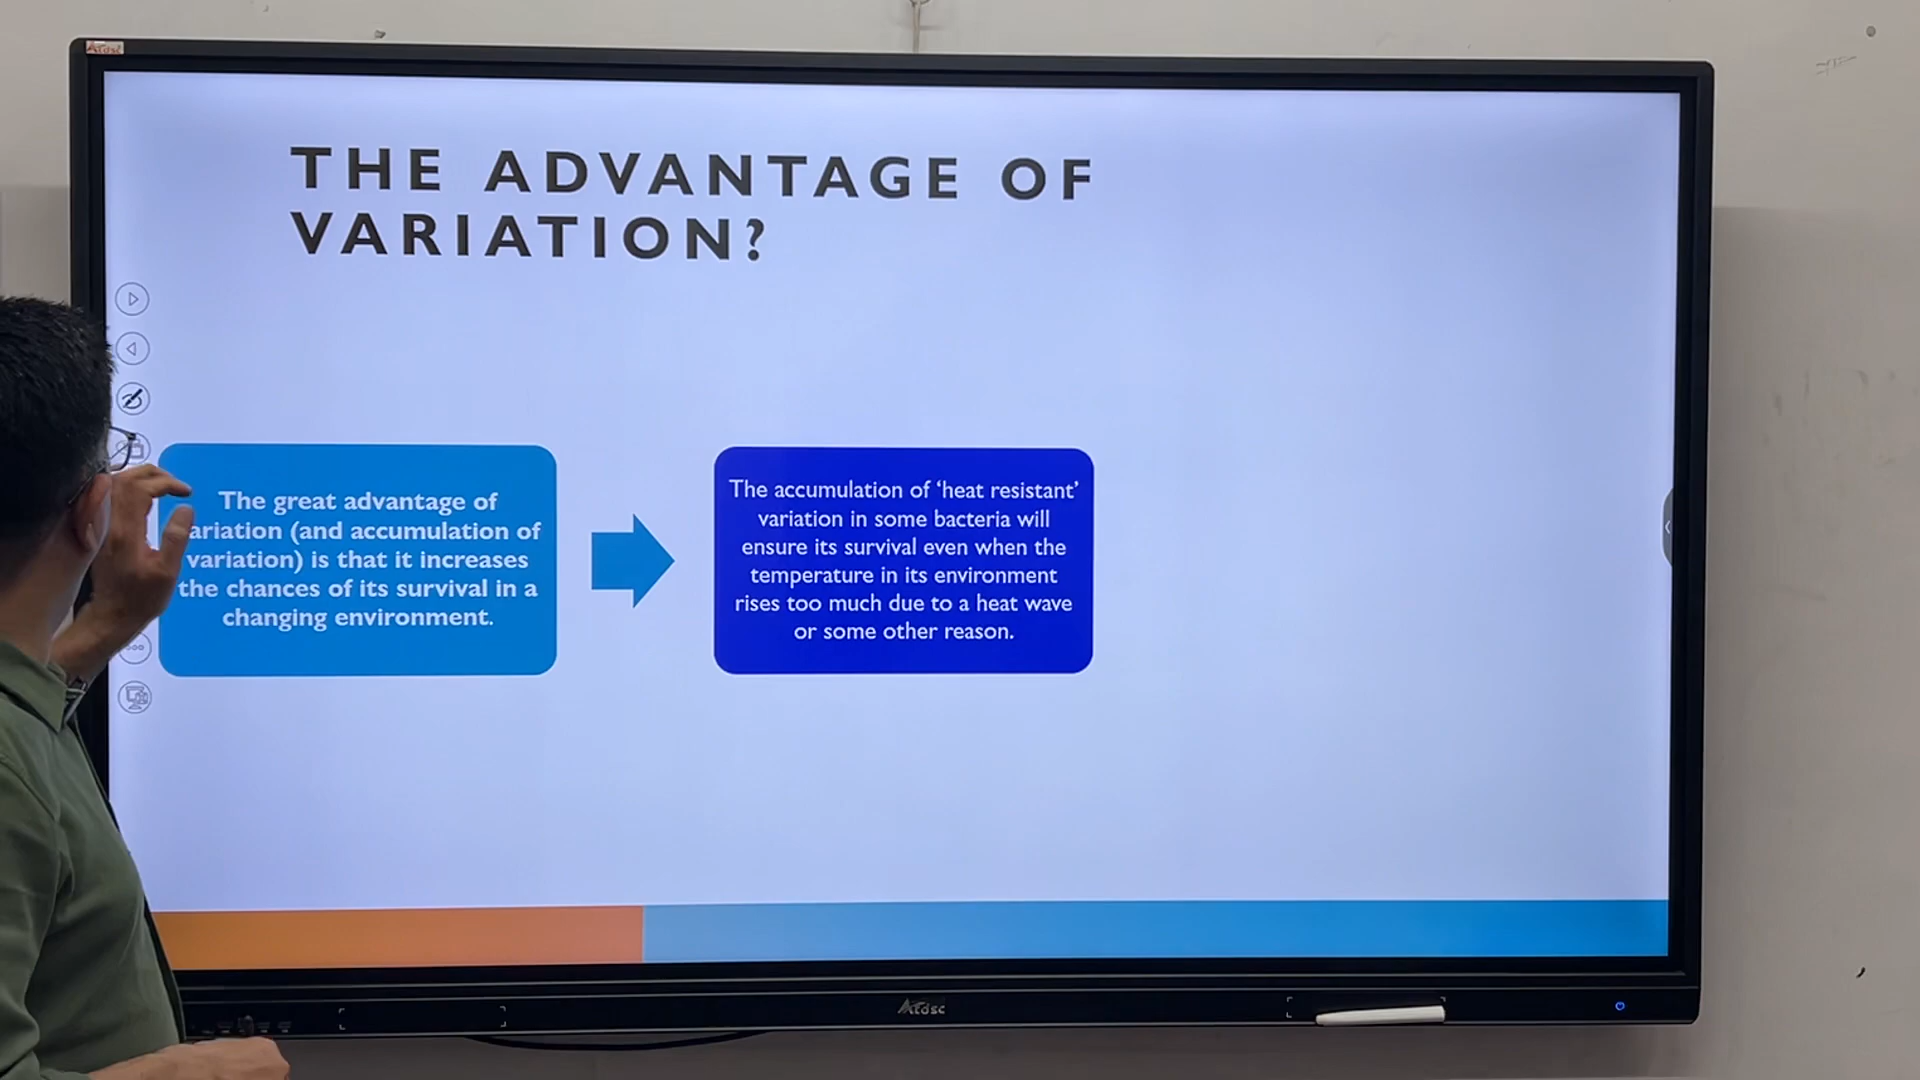 Atosc
THE ADVANTAGE OF
VARIATION?
The great advantage of
ariation (and accumulation of
variation) is that it increases
the chances of its survival in a
changing environment.
The accumulation of ‘heat resistant’
variation in some bacteria will
ensure its survival even when the
temperature in its environment
rises too much due to a heat wave
or some other reason.
Atosc